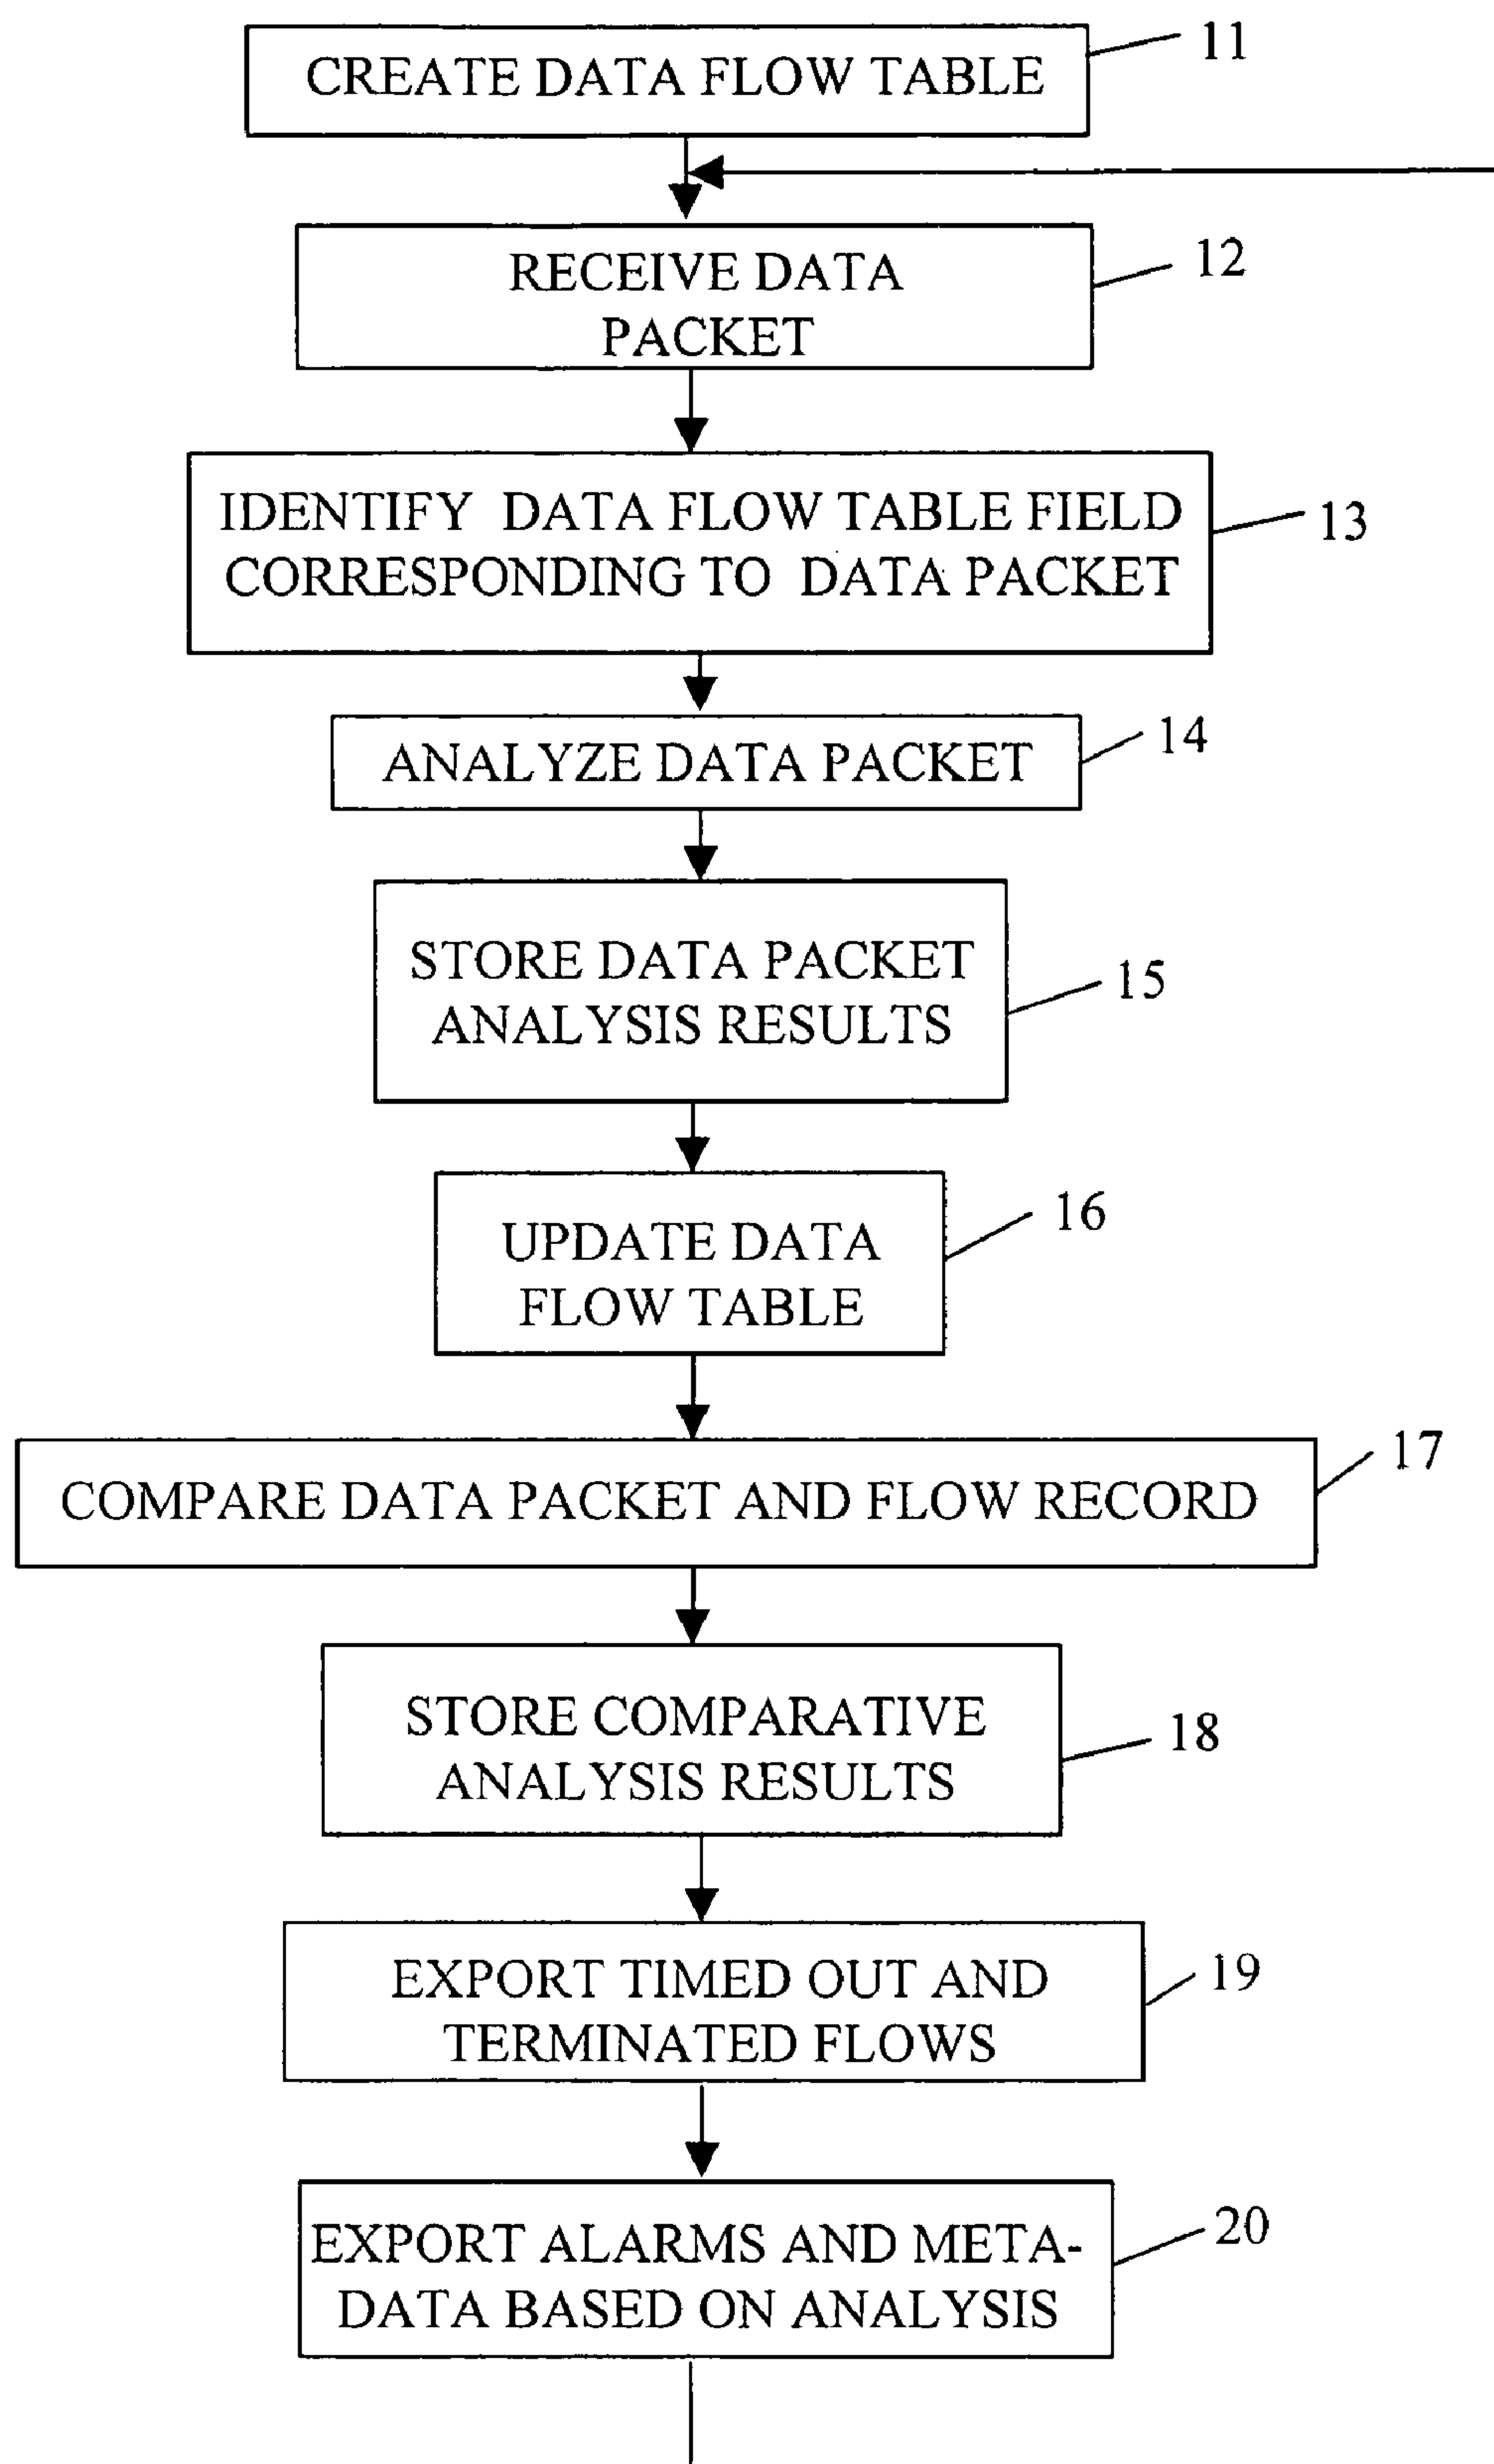 CREATE DATA FLOW TABLE
11
RECEIVE DATA
PACKET
12
IDENTIFY DATA FLOW TABLE FIELD
CORRESPONDING TO DATA PACKET
13
ANALYZE DATA PACKET
14
STORE DATA PACKET
ANALYSIS RESULTS
15
UPDATE DATA
FLOW TABLE
16
COMPARE DATA PACKET AND FLOW RECORD
17
STORE COMPARATIVE
ANALYSIS RESULTS
18
EXPORT TIMED OUT AND
TERMINATED FLOWS
19
EXPORT ALARMS AND META-
DATA BASED ON ANALYSIS
20